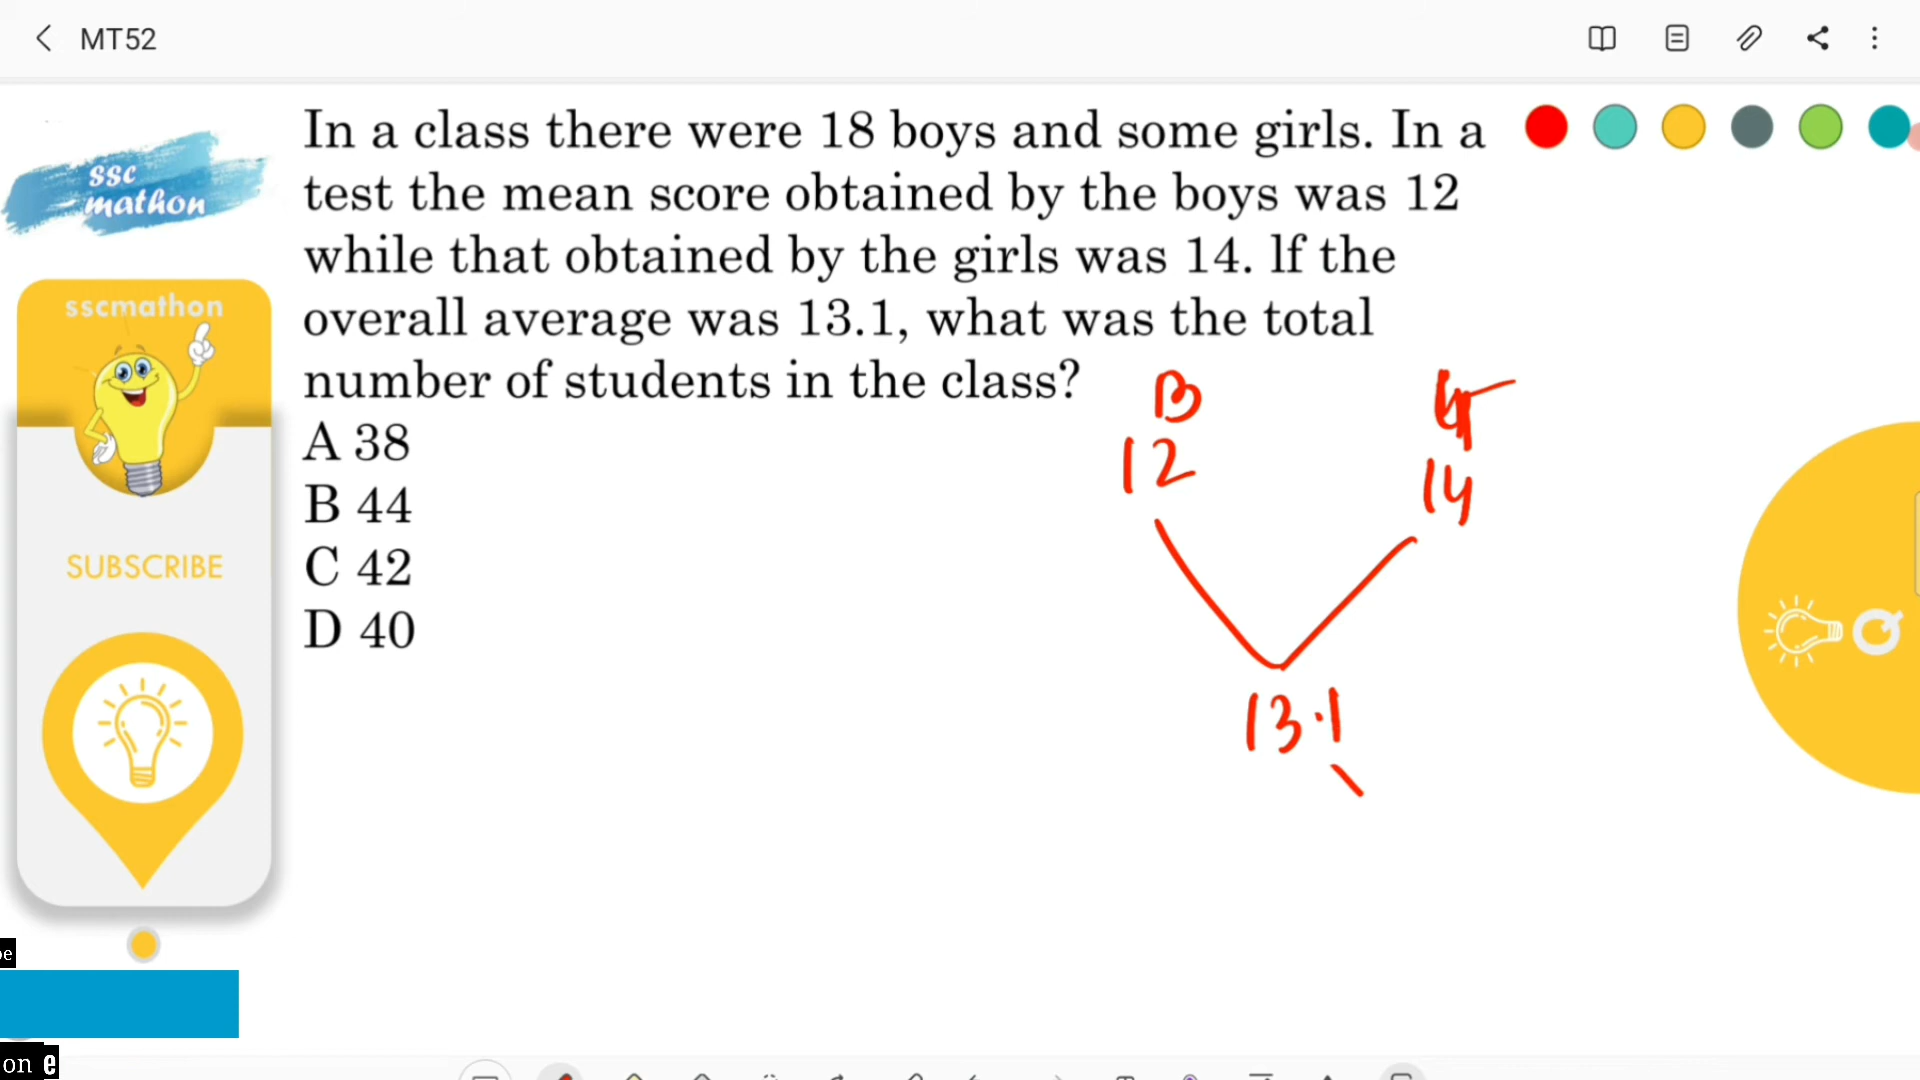 MT52
ssc
mathon
In a class there were 18 boys and some girls. In a
test the mean score obtained by the boys was 12
while that obtained by the girls was 14. lf the
overall average was 13.1, what was the total
number of students in the class?
A 38
B 44
C 42
D 40
sscmathon
SUBSCRIBE
B
G
12
14
13.1
Q
on e